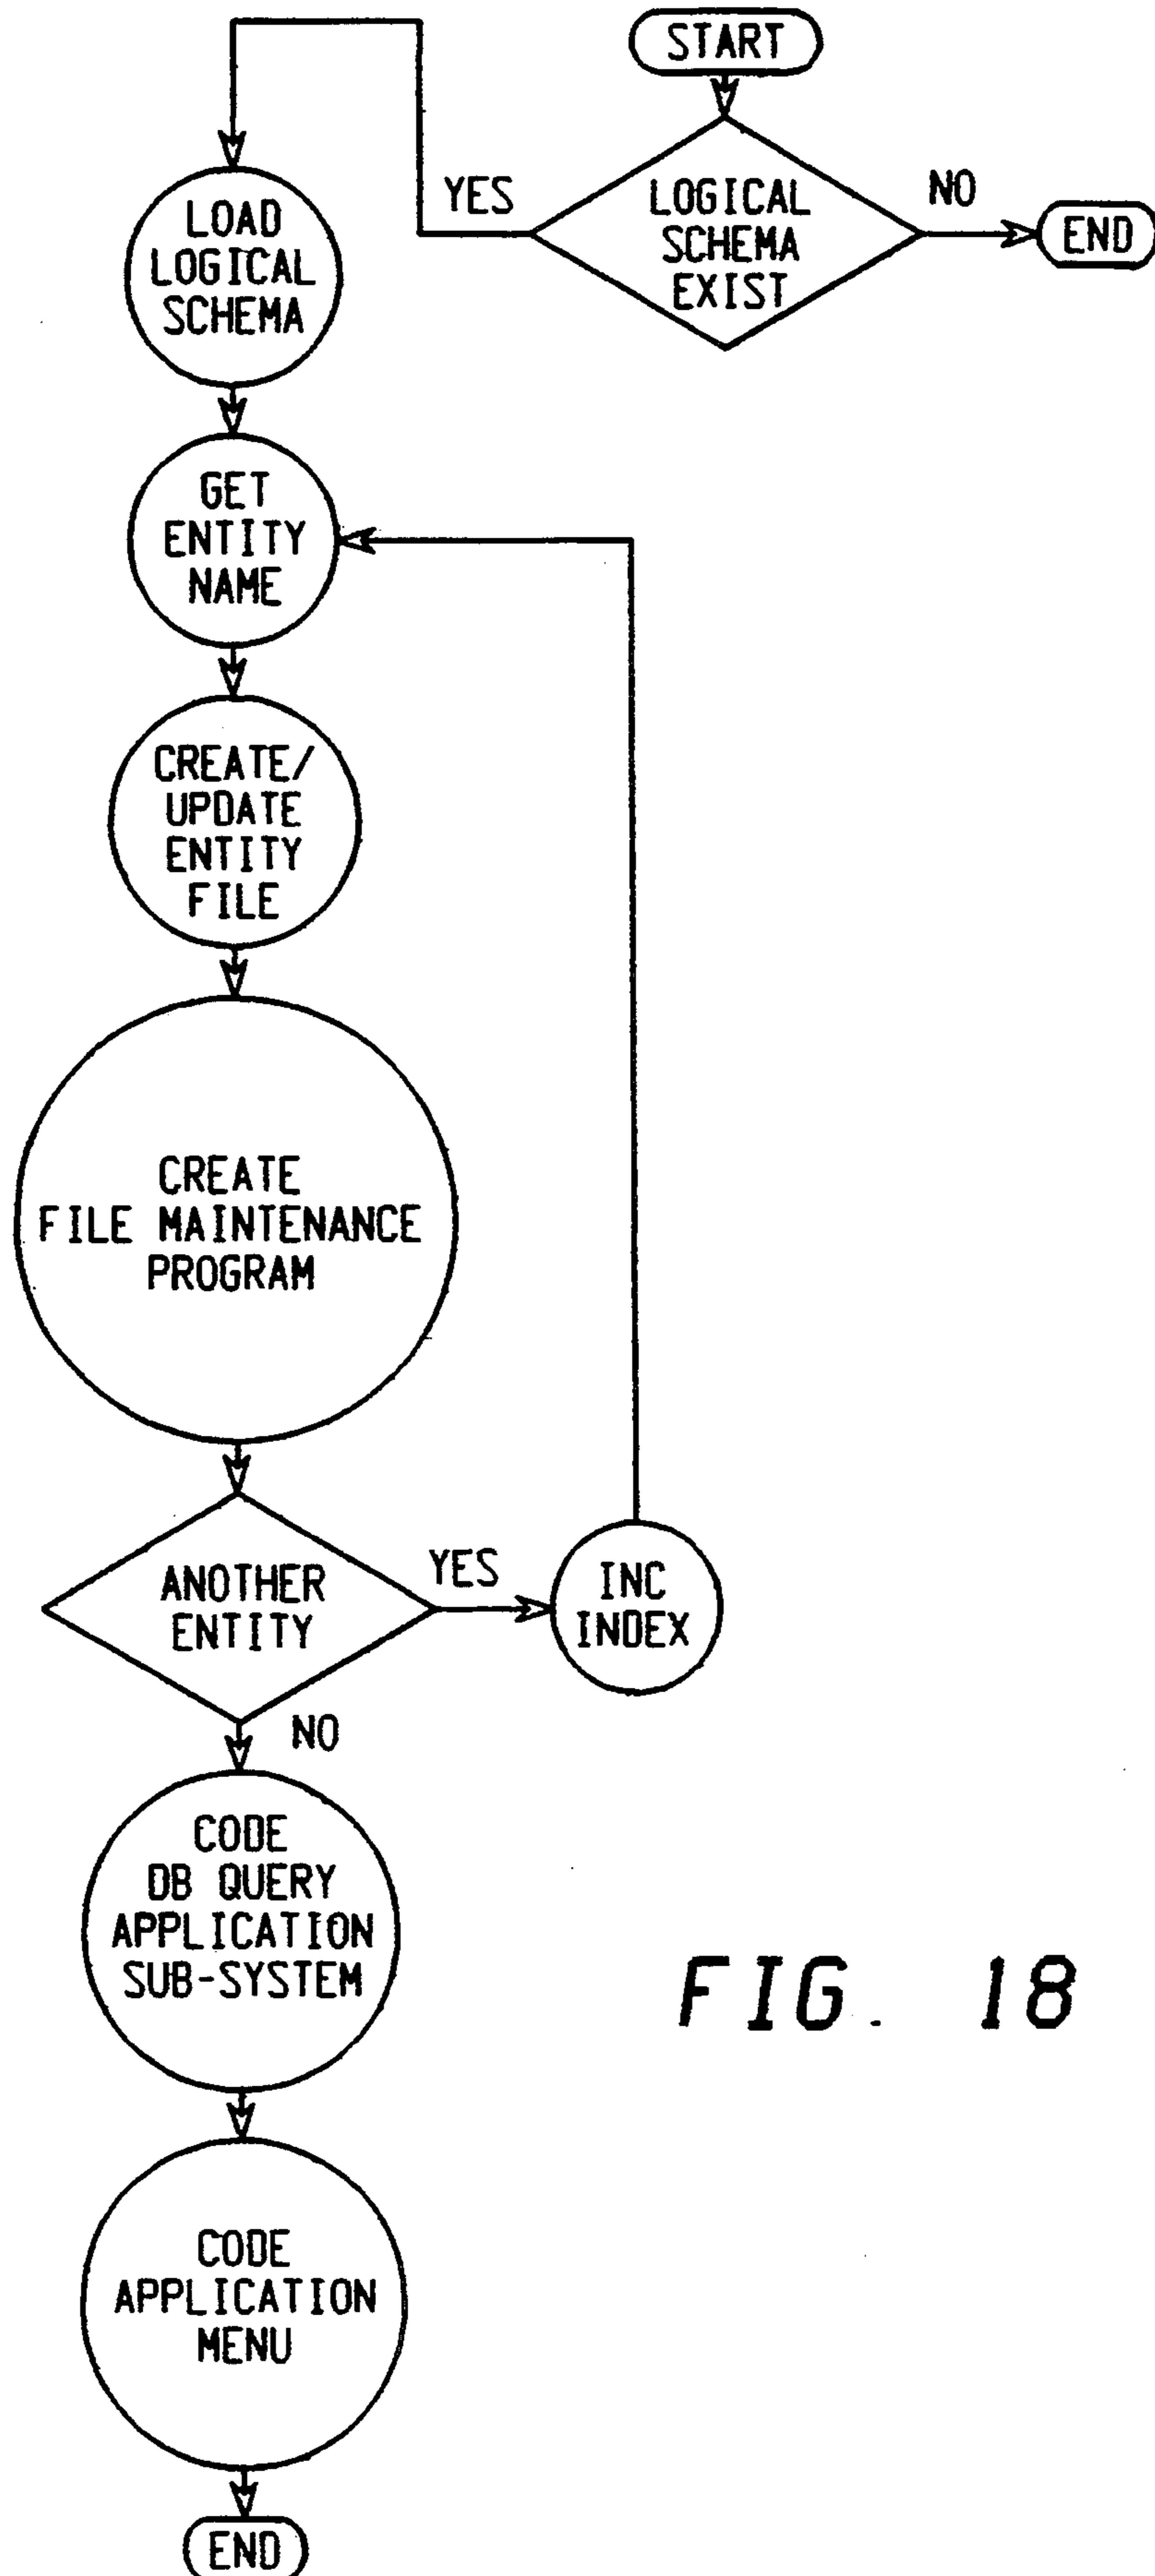 START
LOGICAL
SCHEMA
EXIST
YES
NO
END
LOAD
LOGICAL
SCHEMA
GET
ENTITY
NAME
CREATE/
UPDATE
ENTITY
FILE
CREATE
FILE MAINTENANCE
PROGRAM
ANOTHER
ENTITY
YES
INC
INDEX
NO
CODE
DB QUERY
APPLICATION
SUB-SYSTEM
CODE
APPLICATION
MENU
END
FIG. 18